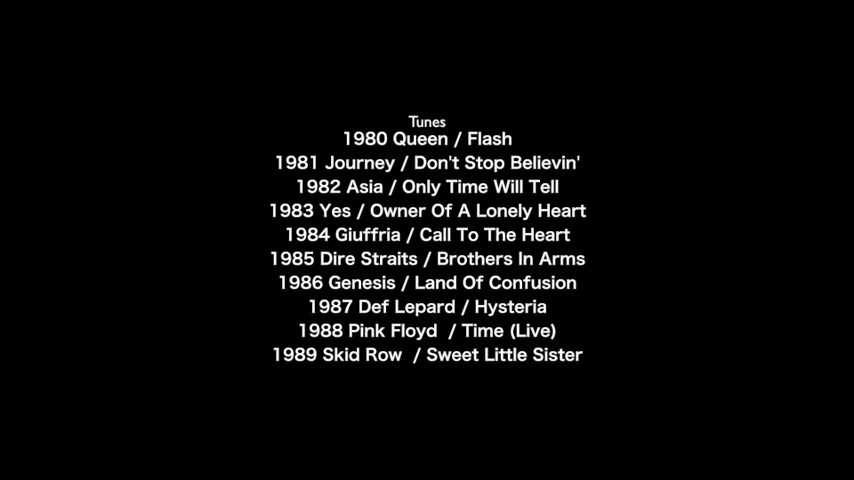 Tunes
1980 Queen / Flash
1981 Journey / Don't Stop Believin'
1982 Asia / Only Time Will Tell
1983 Yes / Owner Of A Lonely Heart
1984 Giuffria / Call To The Heart
1985 Dire Straits / Brothers In Arms
1986 Genesis / Land Of Confusion
1987 Def Lepard / Hysteria
1988 Pink Floyd  / Time (Live)
1989 Skid Row  / Sweet Little Sister